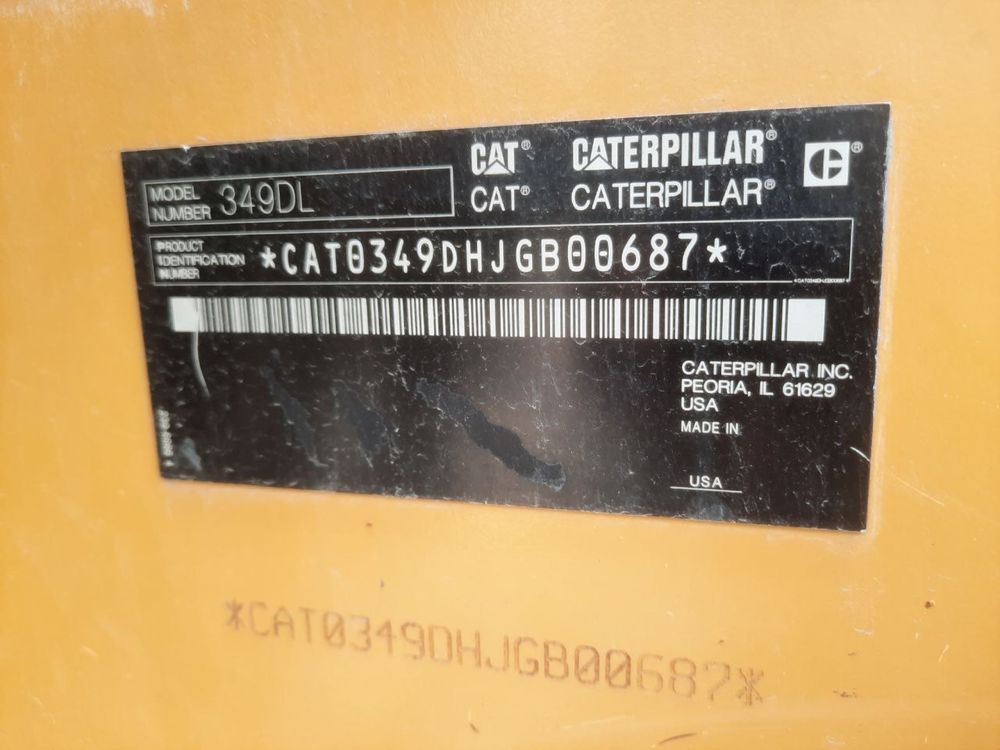 CAT® CATERPILLAR® ®
MODEL NUMBER 349DL
CAT® CATERPILLAR®
PRODUCT IDENTIFICATION NUMBER *CAT0349DHJGB00687*
*CAT0349DHJGB00687*
CATERPILLAR INC.
PEORIA, IL 61629
USA
MADE IN
USA
*CAT0349DHJGB00687*